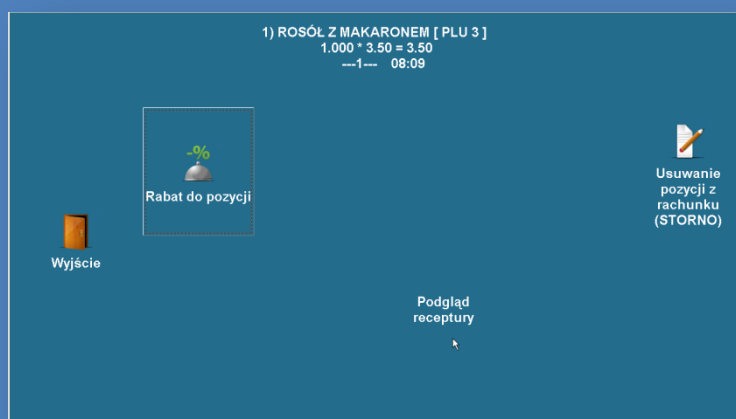 1) ROSÓŁ Z MAKARONEM [ PLU 3 ]
1.000 * 3.50 = 3.50
---1--- 08:09
-%
Rabat do pozycji
Usuwanie
pozycji z
rachunku
(STORNO)
Wyjście
Podgląd
receptury